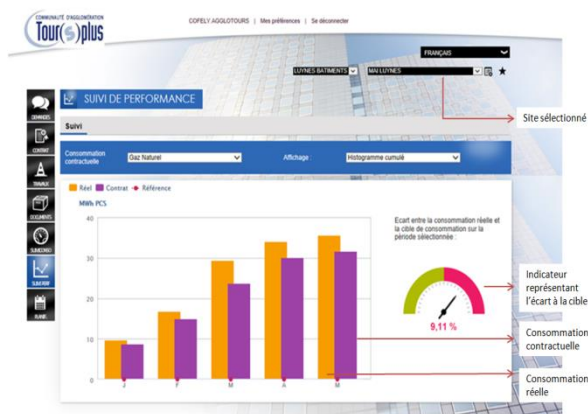 COMMUNAUTÉ D'AGGLOMÉRATION
Tour(s)plus
COFELY AGGLOTOURS | Mes préférences | Se déconnecter
FRANÇAIS
LUYNES BATIMENTS
MAI LUYNES
SUIVI DE PERFORMANCE
Site sélectionné
Suivi
DEMANDES
CONTRAT
TRAVAUX
DOCUMENTS
Consommation contractuelle
Gaz Naturel
Affichage :
Histogramme cumulé
Réel
Contrat
Référence
MWh PCS
40
30
20
10
0
J
F
M
A
M
Ecart entre la consommation réelle et
la cible de consommation sur la
période sélectionnée :
9,11 %
Indicateur
représentant
l'écart à la cible
Consommation
contractuelle
Consommation
réelle